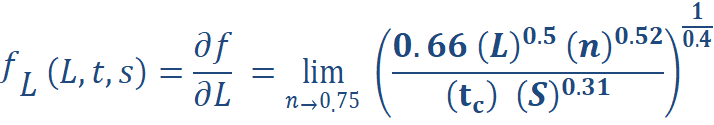 f_L (L, t, s) = ∂f/∂L = lim_{n→0.75} (0.66 (L)^{0.5} (n)^{0.52} / (t_c) (S)^{0.31})^{1/0.4}